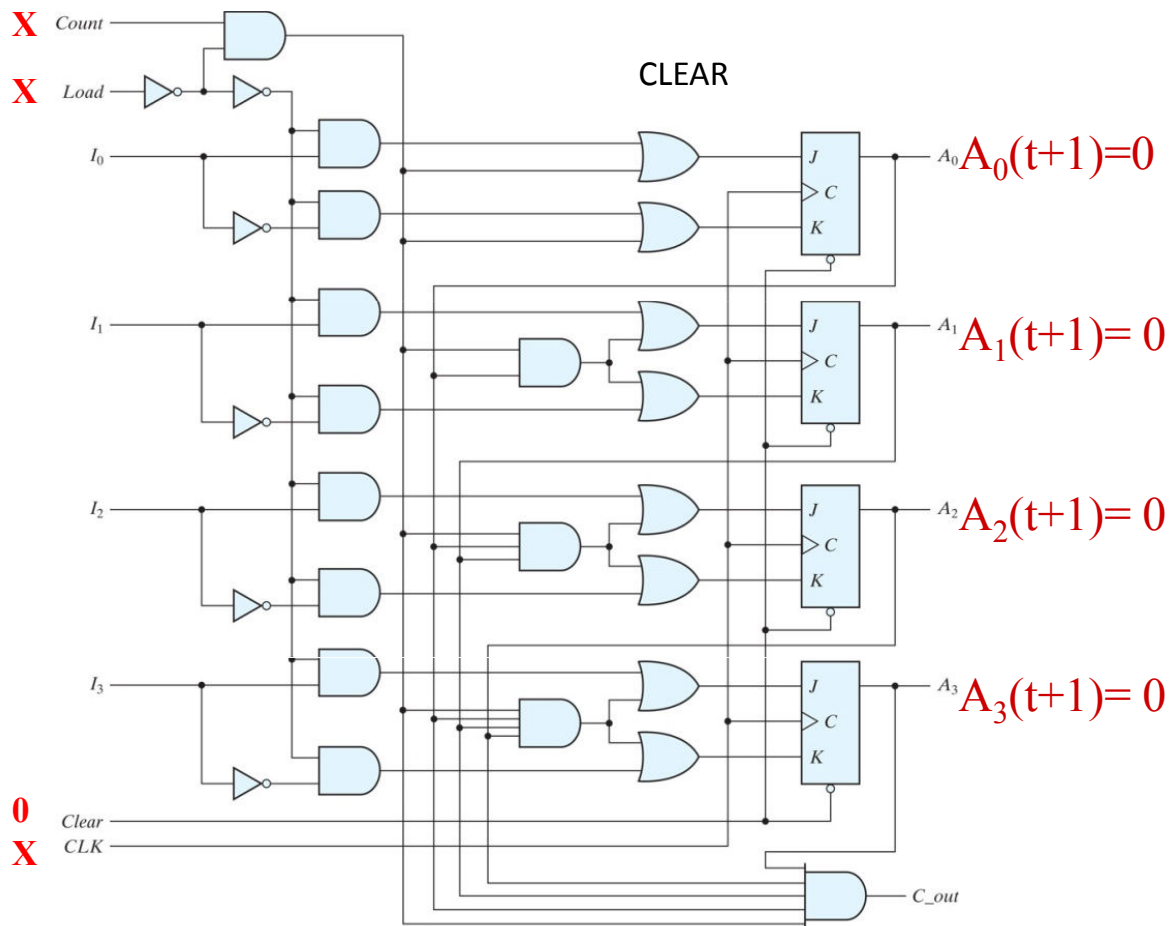 X Count
CLEAR
X Load
I₀
J
C
K
A₀ A₀(t+1)=0
I₁
J
C
K
A₁ A₁(t+1)= 0
I₂
J
C
K
A₂ A₂(t+1)= 0
I₃
J
C
K
A₃ A₃(t+1)= 0
0 Clear
X CLK
C_out